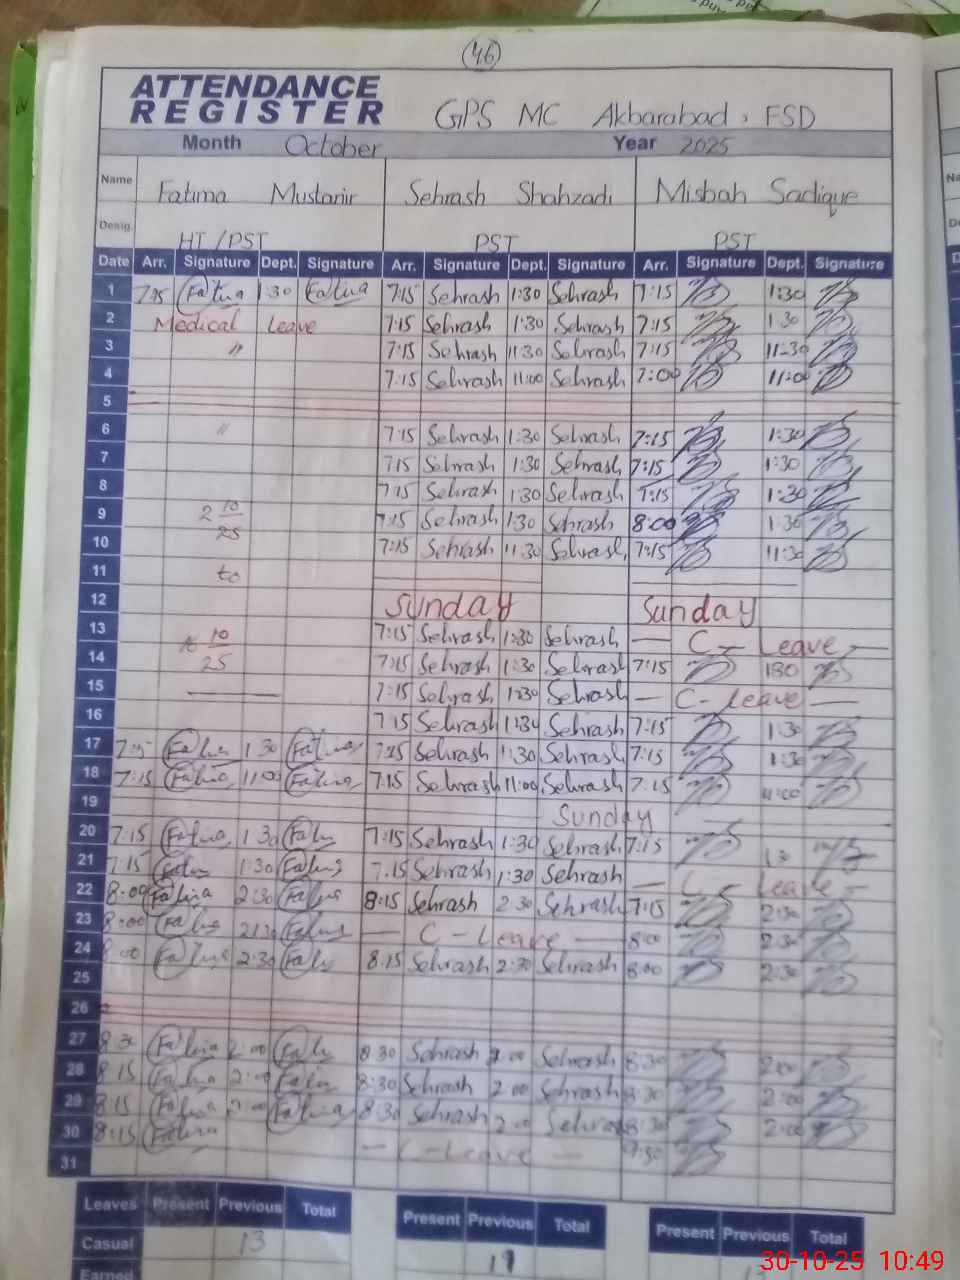 46
ATTENDANCE
REGISTER
GPS MC Akbarabad, FSD
Month October Year 2025
Name Fatima Mustanir Sehrash Shahzadi Misbah Sadique
Desig. HT/PST PST PST
Date Arr. Signature Dept. Signature Arr. Signature Dept. Signature Arr. Signature Dept. Signature
1 7:15 Fatima 1:30 Fatima 7:15 Sehrash 1:30 Sehrash 7:15 1:30
2 Medical Leave 7:15 Sehrash 1:30 Sehrash 7:15 1:30
3 〃 7:15 Sehrash 11:30 Sehrash 7:15 11:30
4 7:15 Sehrash 11:00 Sehrash 7:00 11:00
5
6 〃 7:15 Sehrash 1:30 Sehrash 7:15 1:30
7 7:15 Sehrash 1:30 Sehrash 7:15 1:30
8 7:15 Sehrash 1:30 Sehrash 7:15 1:30
9 2 10/25 7:15 Sehrash 1:30 Sehrash 8:00 1:30
10 7:15 Sehrash 11:30 Sehrash 7:15 11:30
11 to
12 Sunday Sunday
13 10/25 7:15 Sehrash 1:30 Sehrash — C - Leave —
14 7:15 Sehrash 1:30 Sehrash 7:15 130
15 7:15 Sehrash 1:30 Sehrash — C - Leave —
16 7:15 Sehrash 1:30 Sehrash 7:15 1:30
17 7:15 Fatima 1:30 Fatima 7:15 Sehrash 1:30 Sehrash 7:15 1:30
18 7:15 Fatima 11:00 Fatima 7:15 Sehrash 11:00 Sehrash 7:15 11:00
19 Sunday
20 7:15 Fatima 1:30 Fatima 7:15 Sehrash 1:30 Sehrash 7:15
21 7:15 Fatima 1:30 Fatima 7:15 Sehrash 1:30 Sehrash — C - Leave -
22 8:00 Fatima 2:30 Fatima 8:15 Sehrash 2:30 Sehrash 7:15 2:30
23 8:00 Fatima 2:30 Fatima — C - Leave — 8:00 2:30
24 8:00 Fatima 2:30 Fatima 8:15 Sehrash 2:30 Sehrash 8:00 2:30
25
26
27 8:30 Fatima 2:00 Fatima 8:30 Sehrash 2:00 Sehrash 8:30 2:00
28 8:15 Fatima 2:00 Fatima 8:30 Sehrash 2:00 Sehrash 8:30 2:00
29 8:15 Fatima 2:00 Fatima 8:30 Sehrash 2:00 Sehrash 8:30 2:00
30 8:15 Fatima — C-Leave —
31
Leaves Present Previous Total Present Previous Total Present Previous Total
Casual 13 19
Earned
30-10-25 10:49